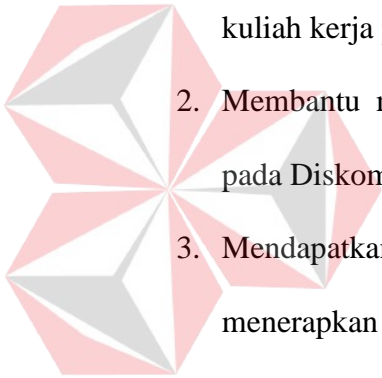 kuliah kerja
2. Membantu
pada Diskom
3. Mendapatkan
menerapkan